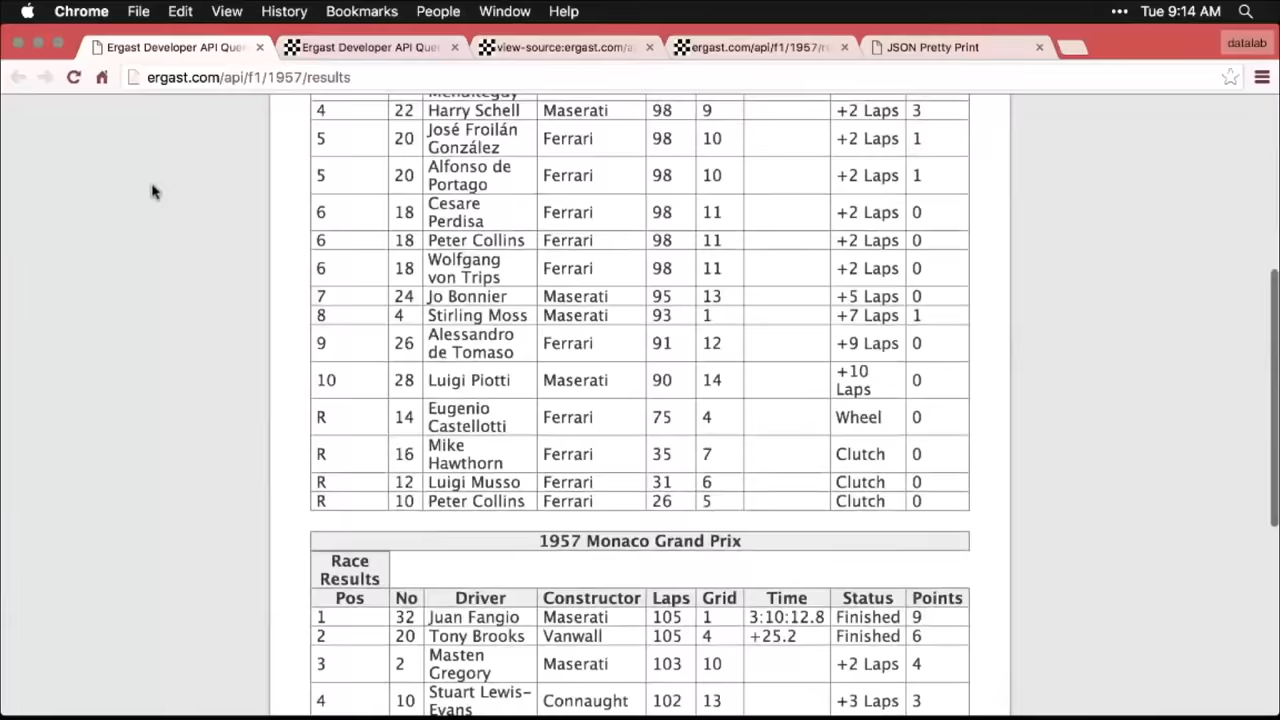 Chrome File Edit View History Bookmarks People Window Help ••• Tue 9:14 AM
Ergast Developer API Que × Ergast Developer API Que × view-source:ergast.com/a × ergast.com/api/f1/1957/r × JSON Pretty Print × datalab
ergast.com/api/f1/1957/results
4 22 Harry Schell Maserati 98 9 +2 Laps 3
5 20 José Froilán González Ferrari 98 10 +2 Laps 1
5 20 Alfonso de Portago Ferrari 98 10 +2 Laps 1
6 18 Cesare Perdisa Ferrari 98 11 +2 Laps 0
6 18 Peter Collins Ferrari 98 11 +2 Laps 0
6 18 Wolfgang von Trips Ferrari 98 11 +2 Laps 0
7 24 Jo Bonnier Maserati 95 13 +5 Laps 0
8 4 Stirling Moss Maserati 93 1 +7 Laps 1
9 26 Alessandro de Tomaso Ferrari 91 12 +9 Laps 0
10 28 Luigi Piotti Maserati 90 14 +10 Laps 0
R 14 Eugenio Castellotti Ferrari 75 4 Wheel 0
R 16 Mike Hawthorn Ferrari 35 7 Clutch 0
R 12 Luigi Musso Ferrari 31 6 Clutch 0
R 10 Peter Collins Ferrari 26 5 Clutch 0
1957 Monaco Grand Prix
Race Results
Pos No Driver Constructor Laps Grid Time Status Points
1 32 Juan Fangio Maserati 105 1 3:10:12.8 Finished 9
2 20 Tony Brooks Vanwall 105 4 +25.2 Finished 6
3 2 Masten Gregory Maserati 103 10 +2 Laps 4
4 10 Stuart Lewis-Evans Connaught 102 13 +3 Laps 3